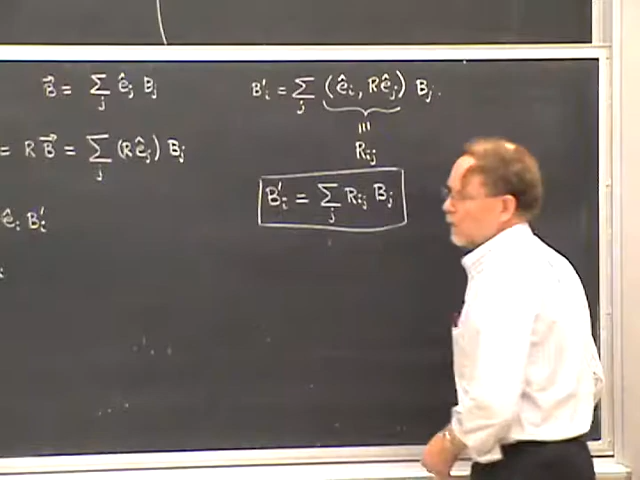 B⃗ = Σ_j ê_j B_j
= R B⃗ = Σ_j (R ê_j) B_j
ê_i B'_i
B'_i = Σ_j (ê_i, R ê_j) B_j.
≡
R_ij
B'_i = Σ_j R_ij B_j